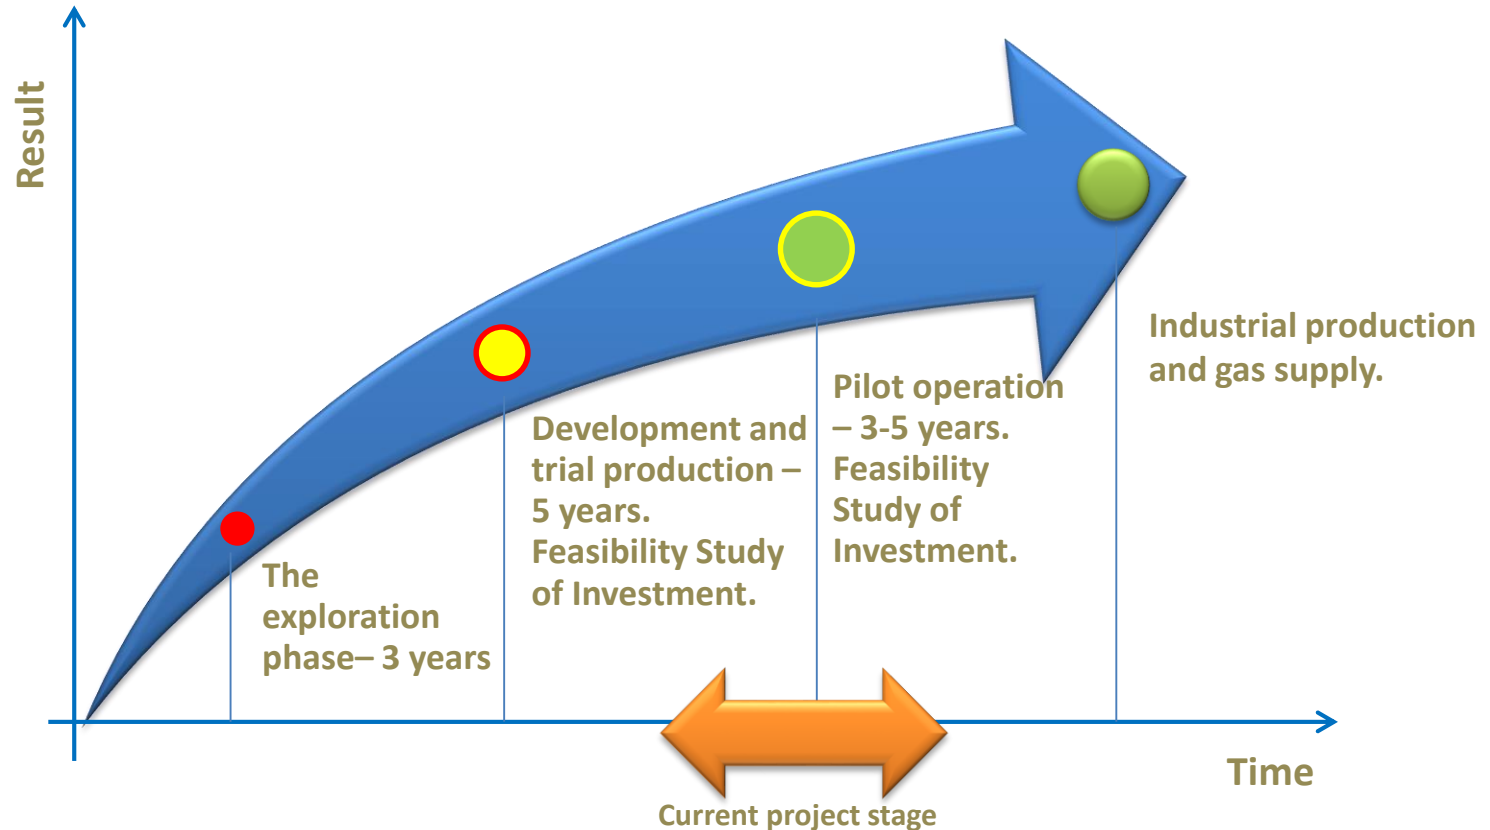 Result
The
exploration
phase– 3 years
Development and
trial production –
5 years.
Feasibility Study
of Investment.
Pilot operation
– 3-5 years.
Feasibility
Study of
Investment.
Industrial production
and gas supply.
Time
Current project stage